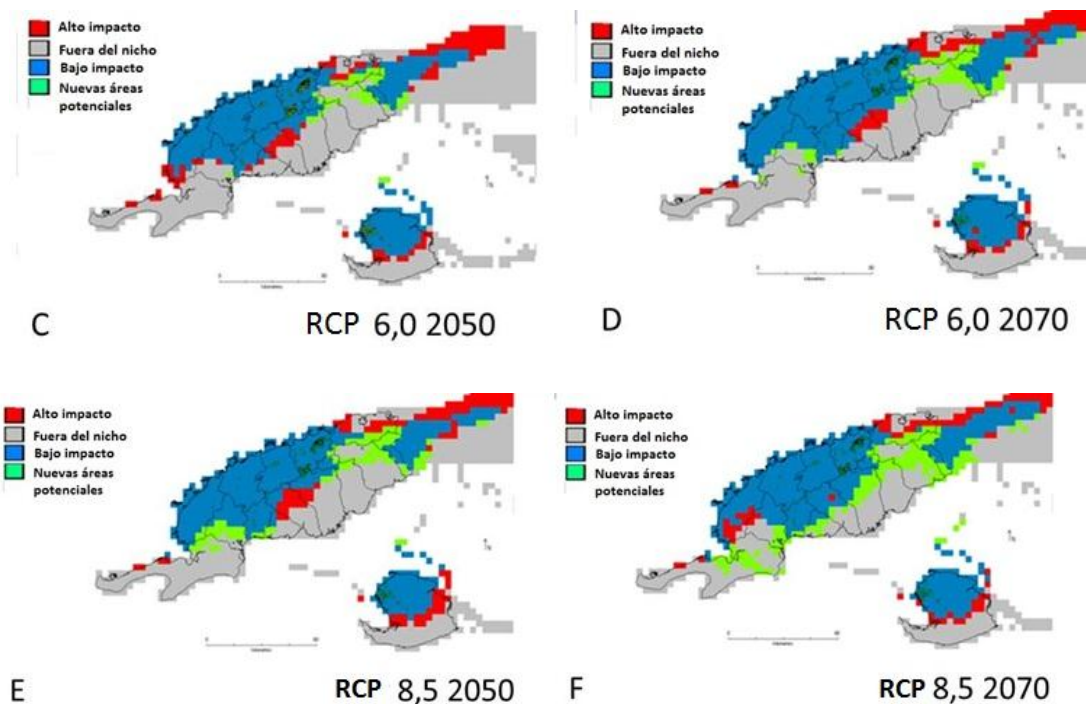 Alto impacto
Fuera del nicho
Bajo impacto
Nuevas áreas
potenciales
C
RCP 6,0 2050
Alto impacto
Fuera del nicho
Bajo impacto
Nuevas áreas
potenciales
D
RCP 6,0 2070
Alto impacto
Fuera del nicho
Bajo impacto
Nuevas áreas
potenciales
E
RCP 8,5 2050
Alto impacto
Fuera del nicho
Bajo impacto
Nuevas áreas
potenciales
F
RCP 8,5 2070